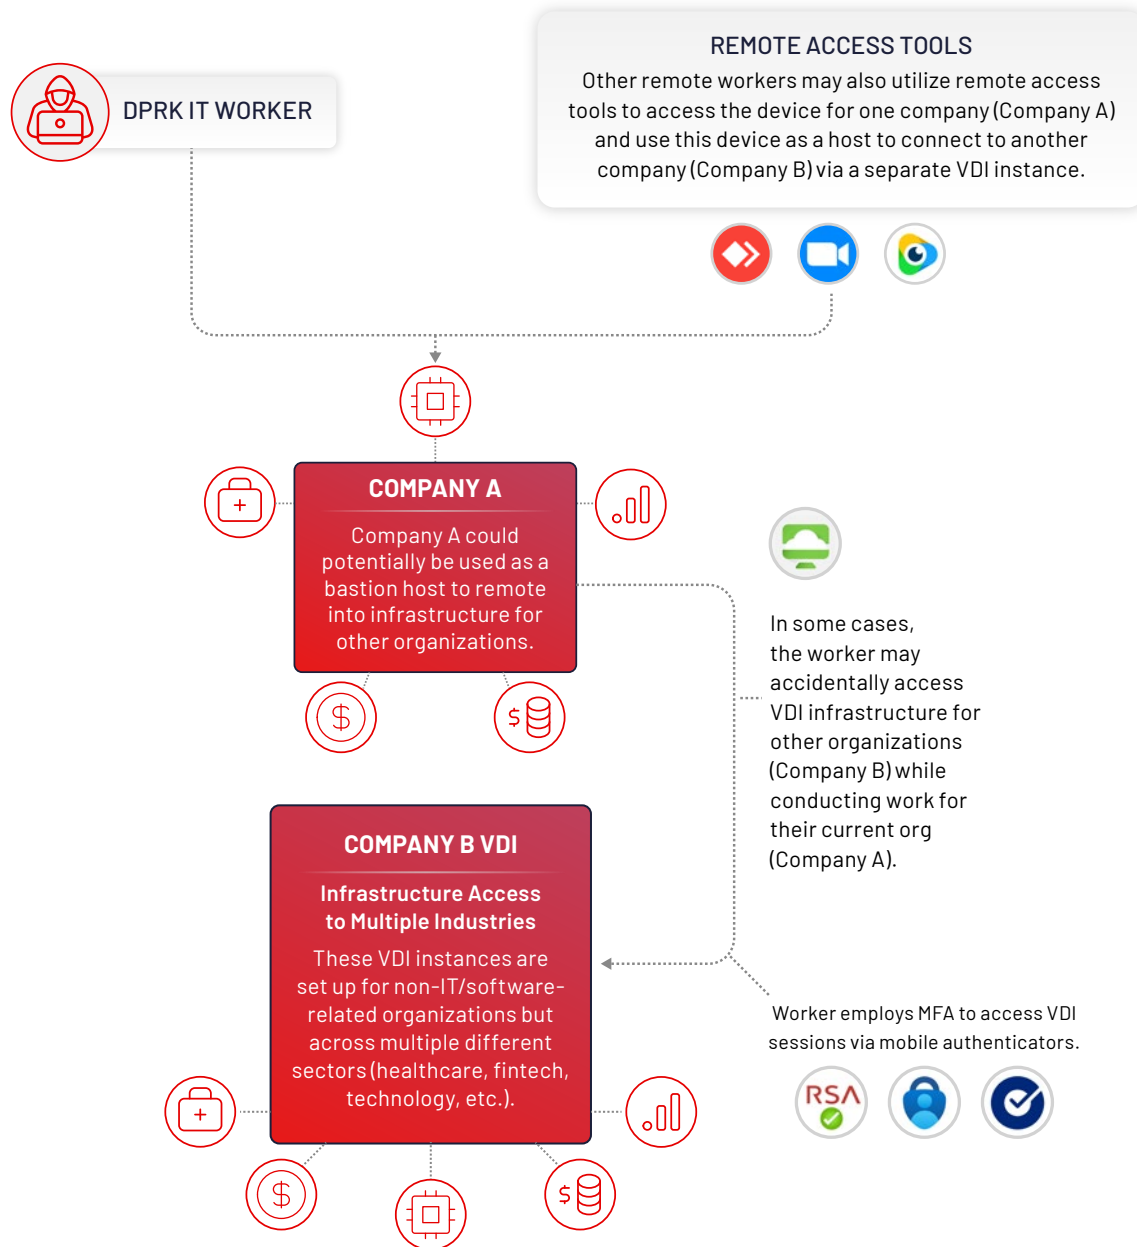 DPRK IT WORKER
REMOTE ACCESS TOOLS
Other remote workers may also utilize remote access
tools to access the device for one company (Company A)
and use this device as a host to connect to another
company (Company B) via a separate VDI instance.
COMPANY A
Company A could
potentially be used as a
bastion host to remote
into infrastructure for
other organizations.
$
$
In some cases,
the worker may
accidentally access
VDI infrastructure for
other organizations
(Company B) while
conducting work for
their current org
(Company A).
COMPANY B VDI
Infrastructure Access
to Multiple Industries
These VDI instances are
set up for non-IT/software-
related organizations but
across multiple different
sectors (healthcare, fintech,
technology, etc.).
$
$
Worker employs MFA to access VDI
sessions via mobile authenticators.
RSA